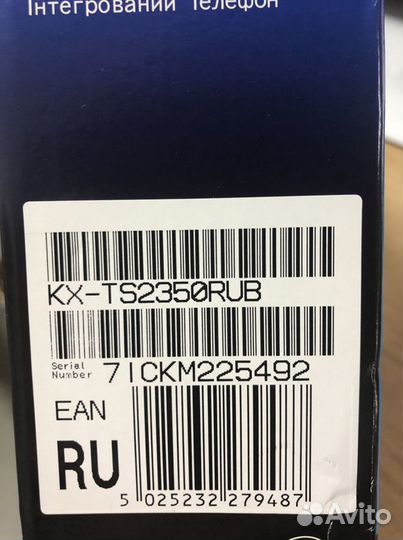 Інтегрований Телефон
KX-TS2350RUB
Serial
Number 7ICKM225492
EAN
RU
5 025232 279487
Avito